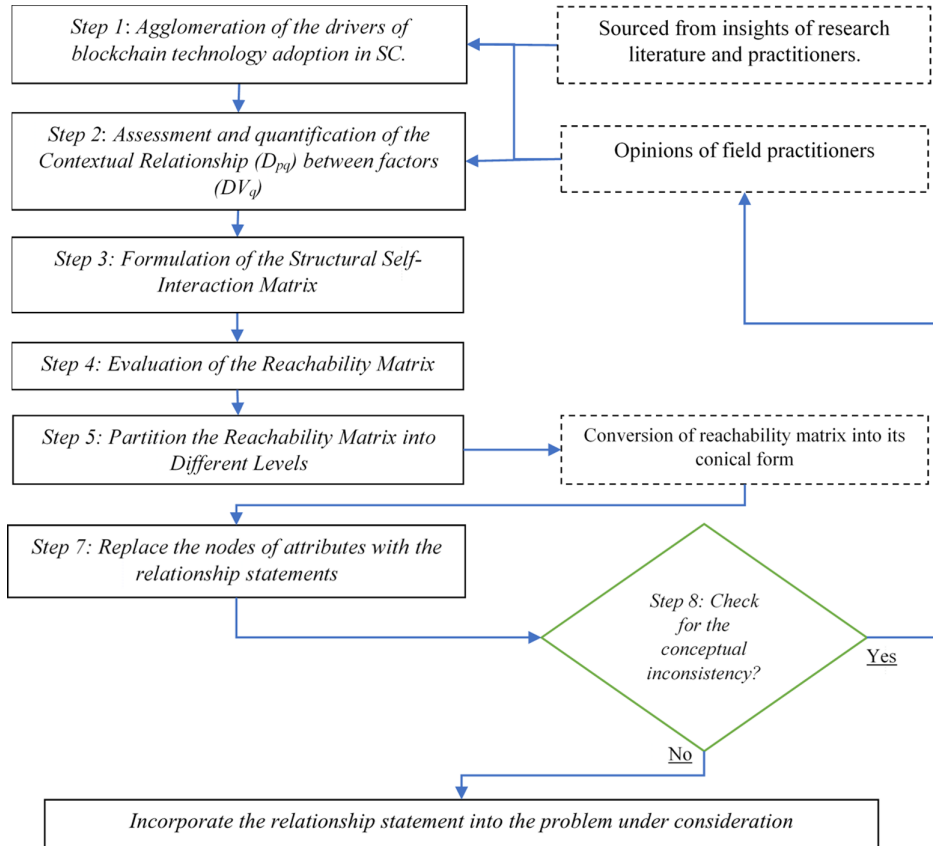 Step 1: Agglomeration of the drivers of
blockchain technology adoption in SC.
Sourced from insights of research
literature and practitioners.
Step 2: Assessment and quantification of the
Contextual Relationship (Dpq) between factors
(DVq)
Opinions of field practitioners
Step 3: Formulation of the Structural Self-
Interaction Matrix
Step 4: Evaluation of the Reachability Matrix
Step 5: Partition the Reachability Matrix into
Different Levels
Conversion of reachability matrix into its
conical form
Step 7: Replace the nodes of attributes with the
relationship statements
Step 8: Check
for the
conceptual
inconsistency?
Yes
No
Incorporate the relationship statement into the problem under consideration